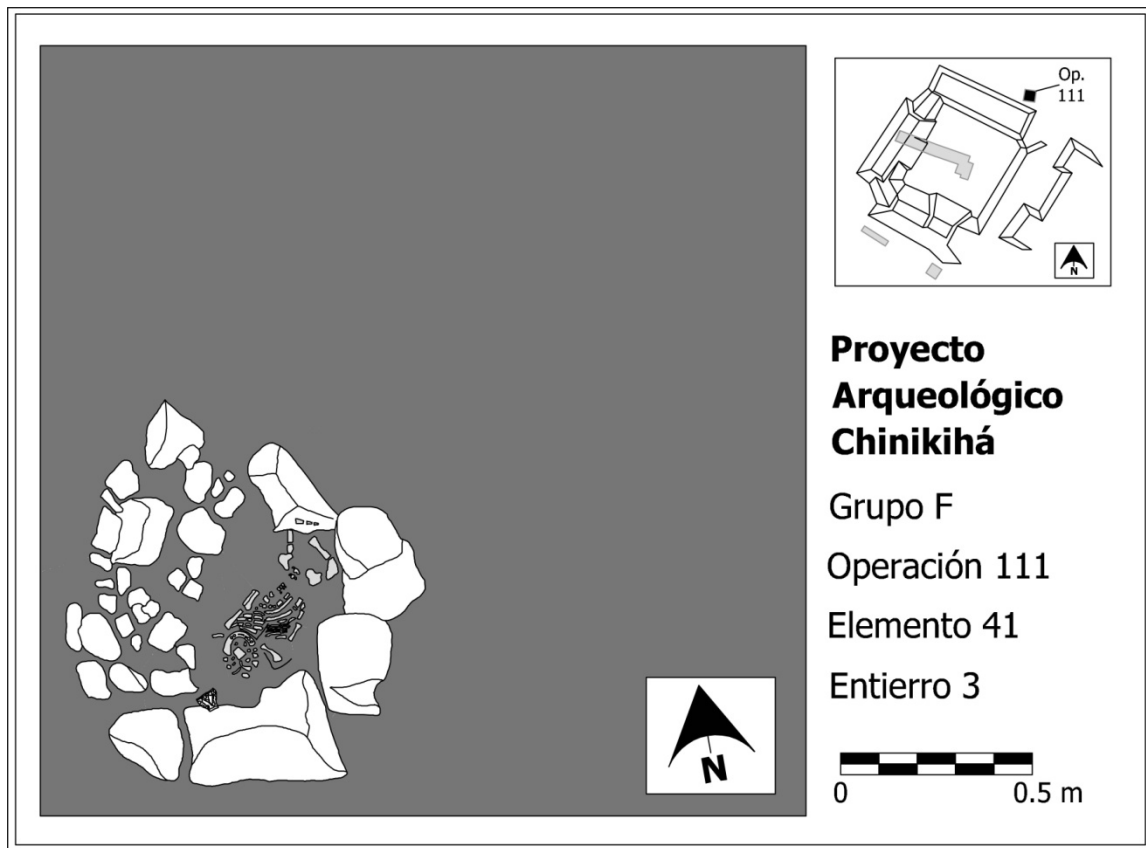 Op.
111
N
Proyecto
Arqueológico
Chinikihá
Grupo F
Operación 111
Elemento 41
Entierro 3
N
0 0.5 m